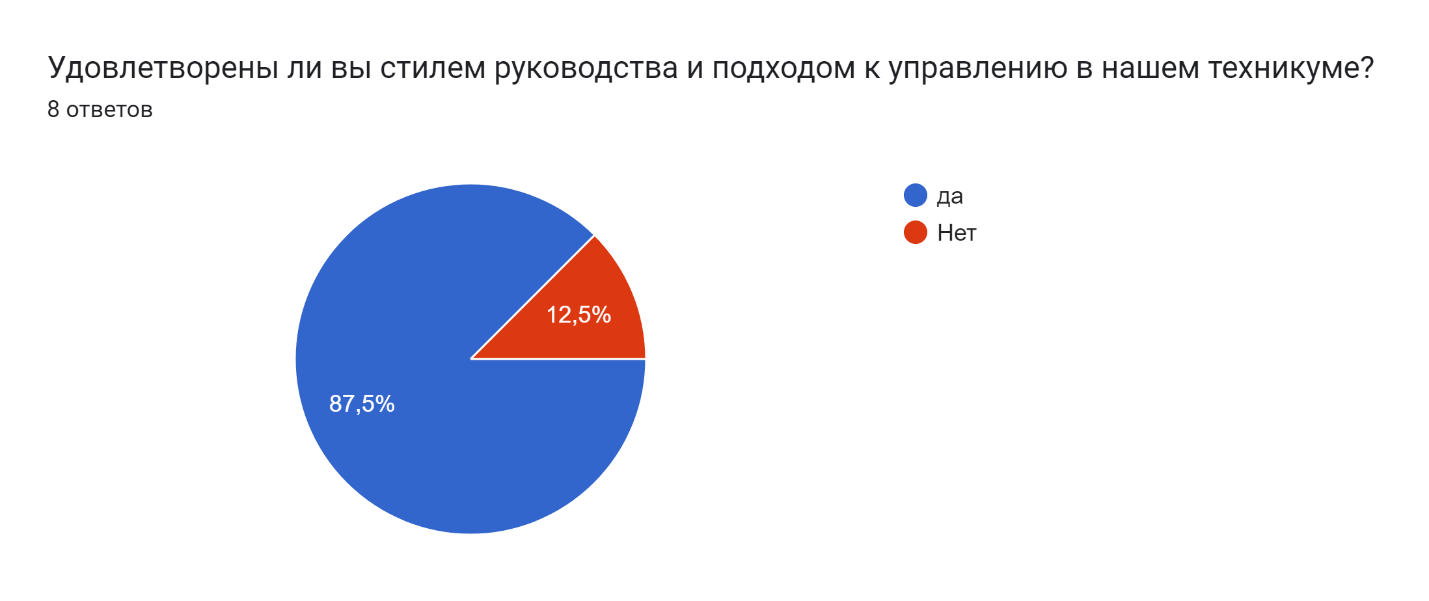 Удовлетворены ли вы стилем руководства и подходом к управлению в нашем техникуме?
8 ответов
да
Нет
12,5%
87,5%